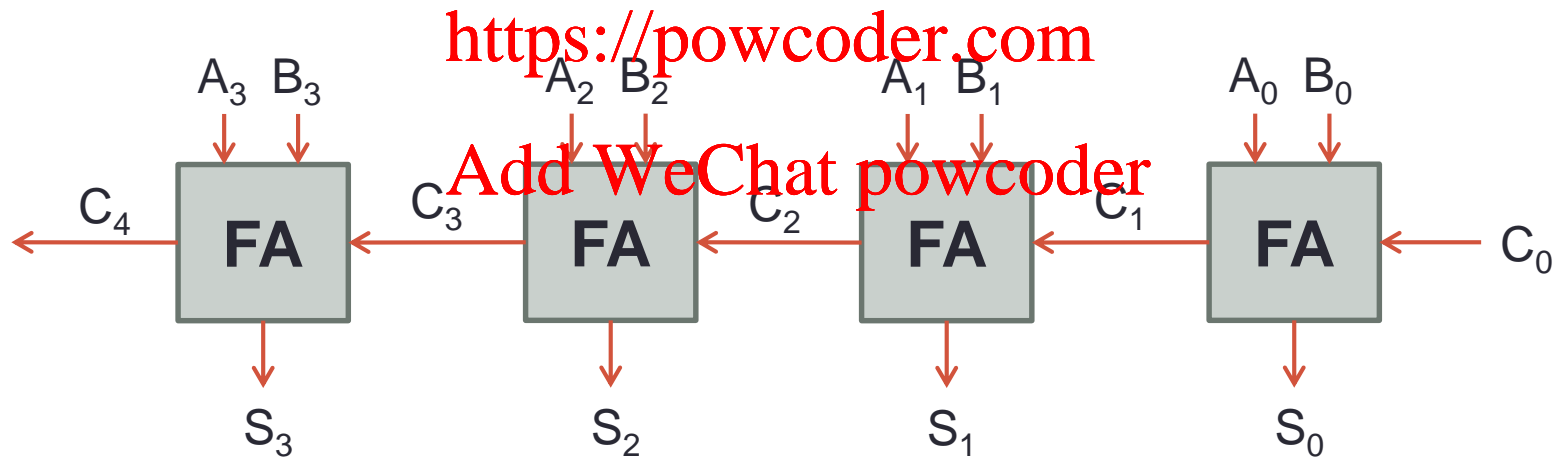 https://powcoder.com
A₃ B₃ A₂ B₂ A₁ B₁ A₀ B₀
Add WeChat powcoder
C₄ C₃ C₂ C₁ C₀
FA FA FA FA
S₃ S₂ S₁ S₀